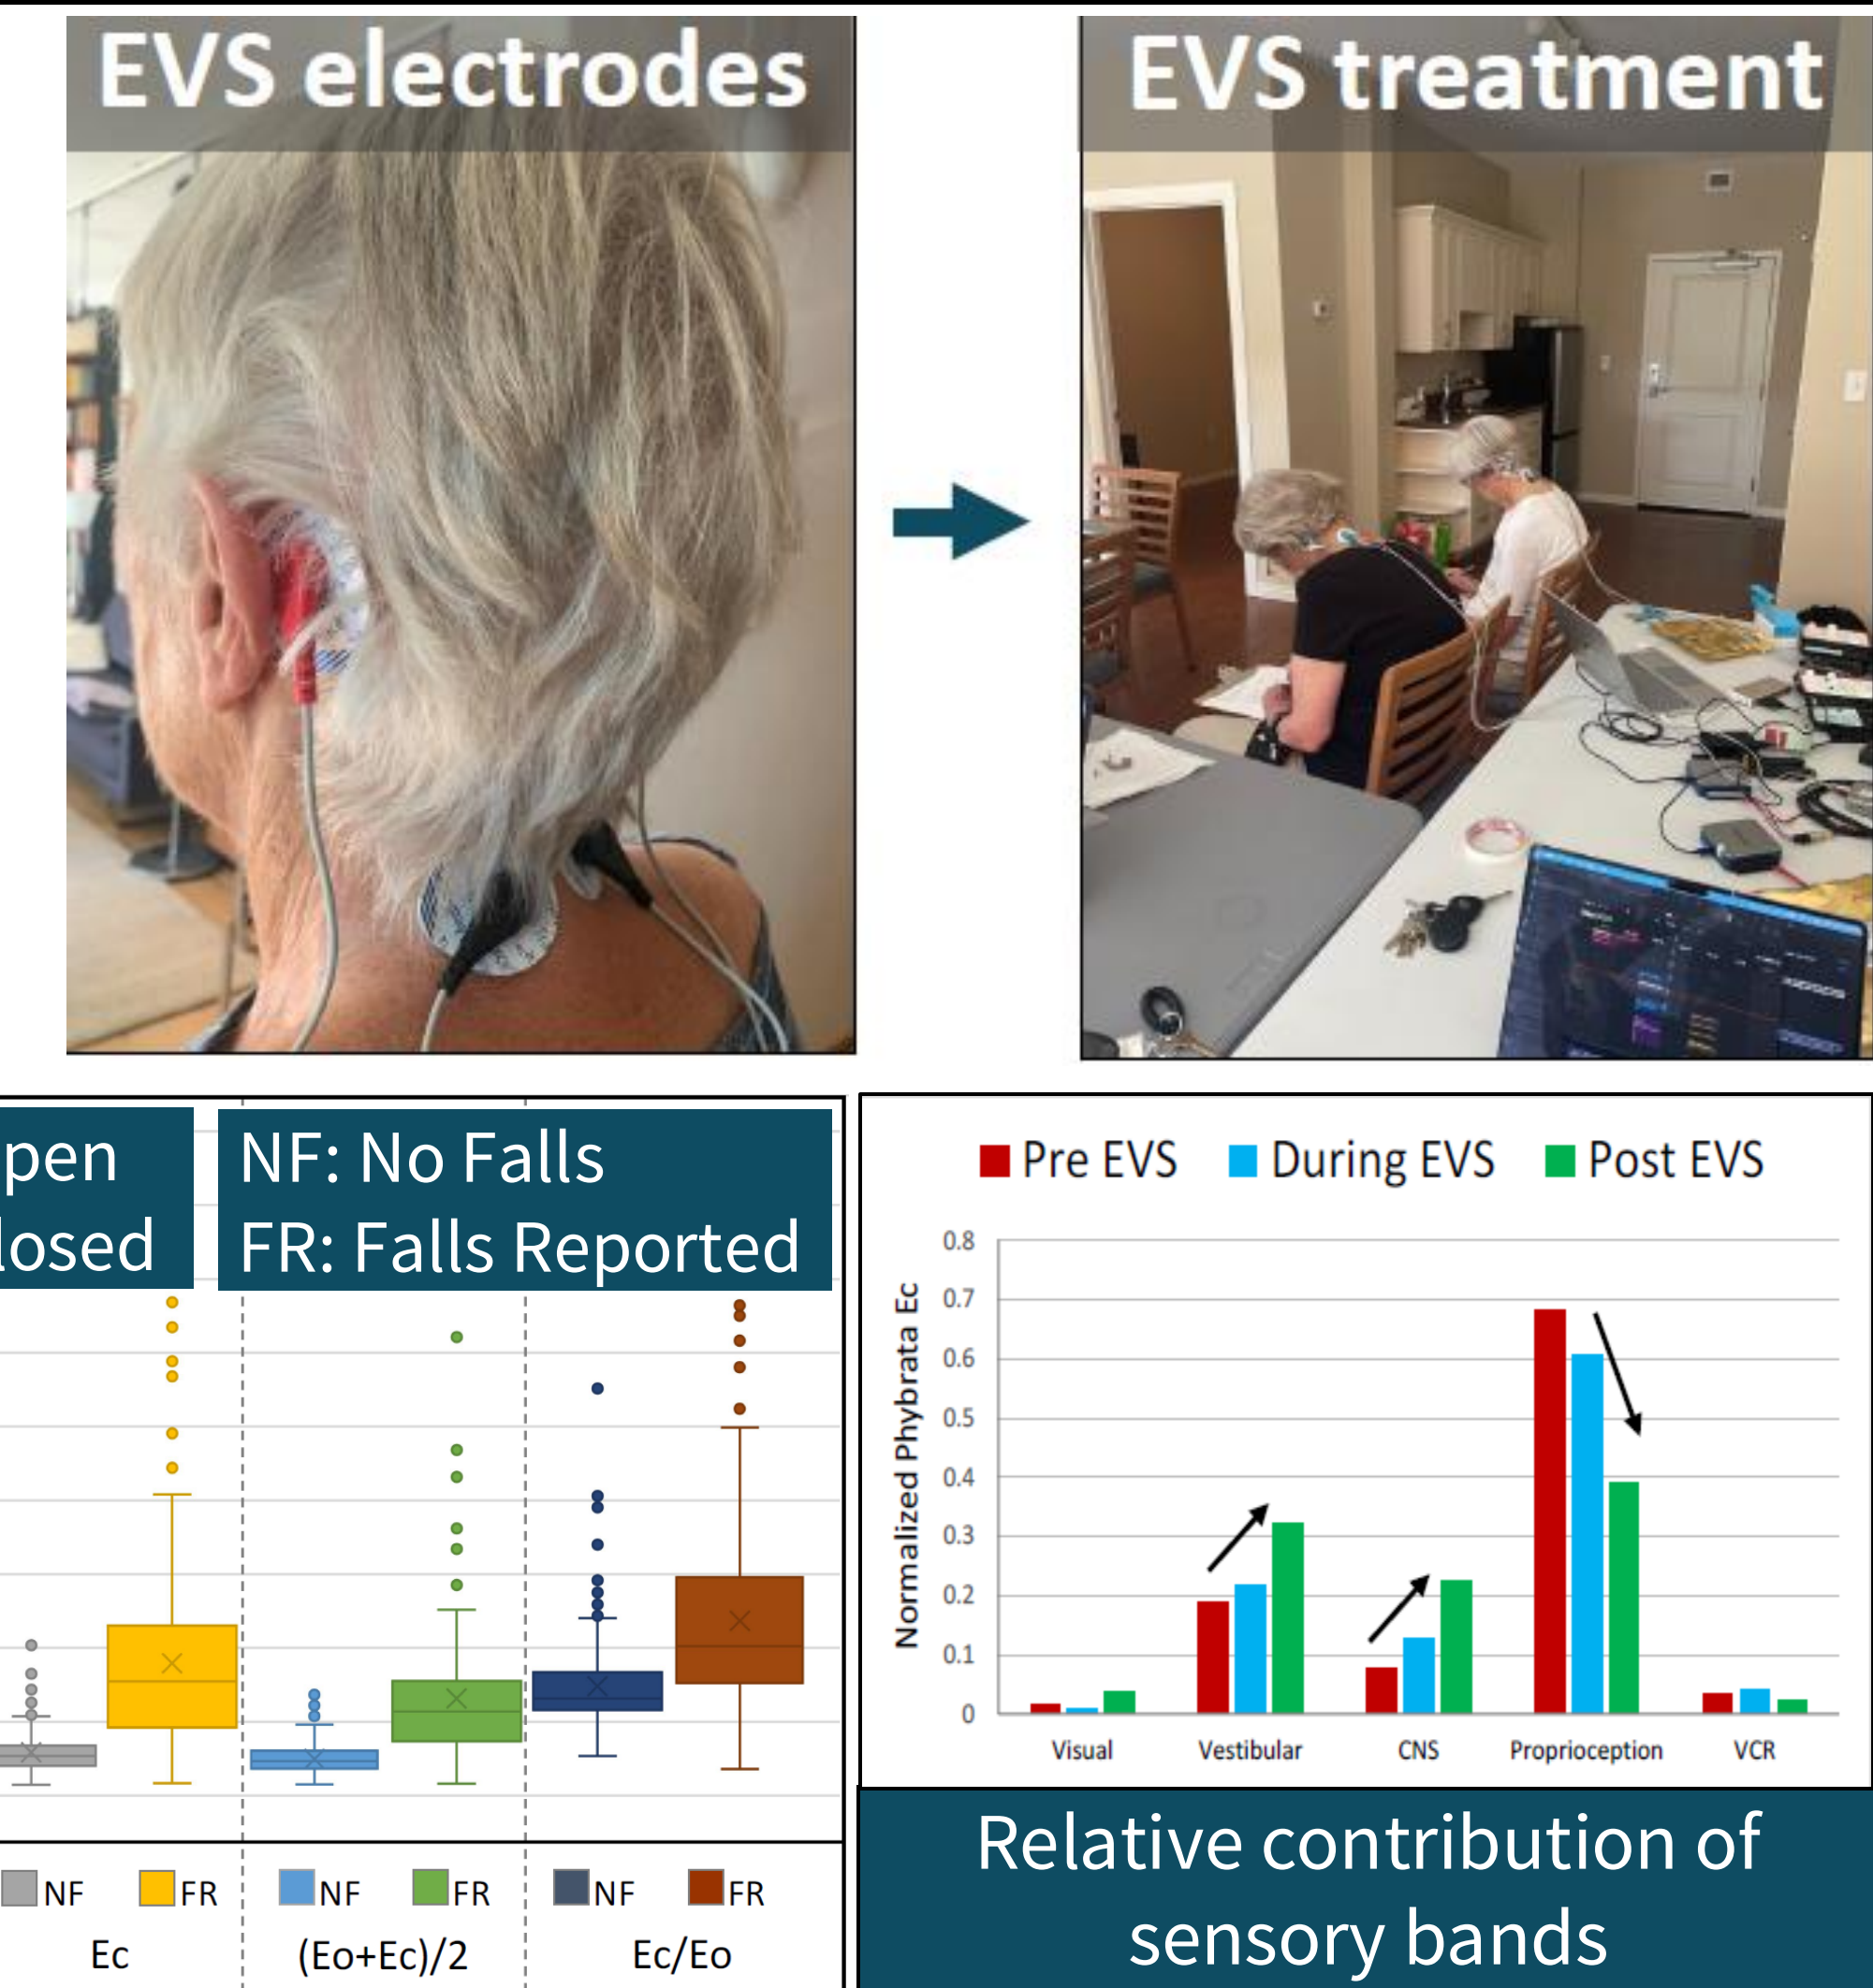 EVS electrodes
EVS treatment
pen
losed
NF: No Falls
FR: Falls Reported
NF FR NF FR NF FR
Ec (Eo+Ec)/2 Ec/Eo
Pre EVS During EVS Post EVS
Normalized Phybrata Ec
0.8
0.7
0.6
0.5
0.4
0.3
0.2
0.1
0
Visual Vestibular CNS Proprioception VCR
Relative contribution of
sensory bands